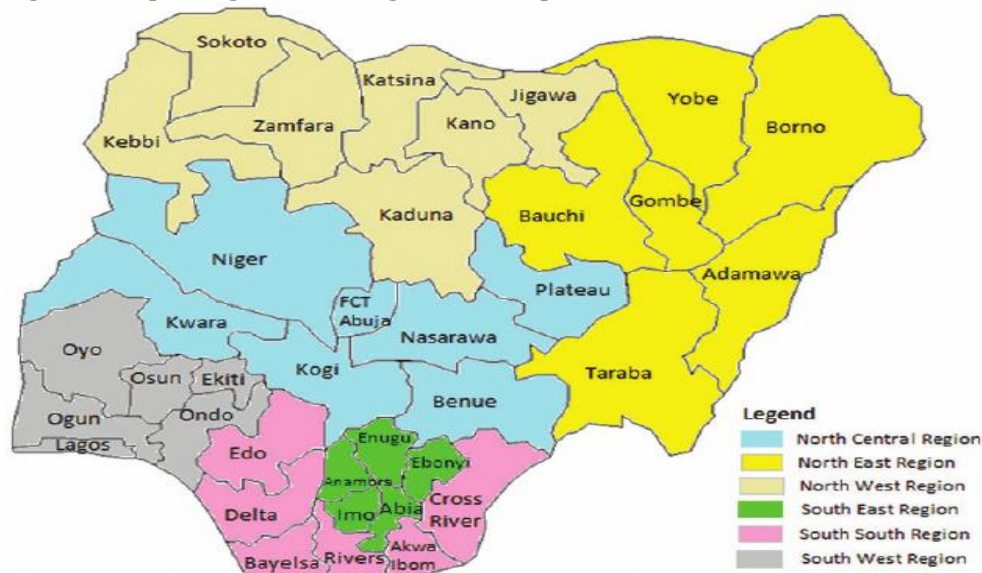 Sokoto
Katsina
Jigawa
Yobe
Borno
Kebbi
Zamfara
Kano
Kaduna
Bauchi
Gombe
Adamawa
Niger
FCT
Abuja
Plateau
Kwara
Nasarawa
Oyo
Kogi
Taraba
Osun
Ekiti
Benue
Ogun
Ondo
Lagos
Edo
Enugu
Ebonyi
Anamors
Delta
Imo
Abia
Cross
River
Bayelsa
Rivers
Akwa
Ibom
Legend
North Central Region
North East Region
North West Region
South East Region
South South Region
South West Region